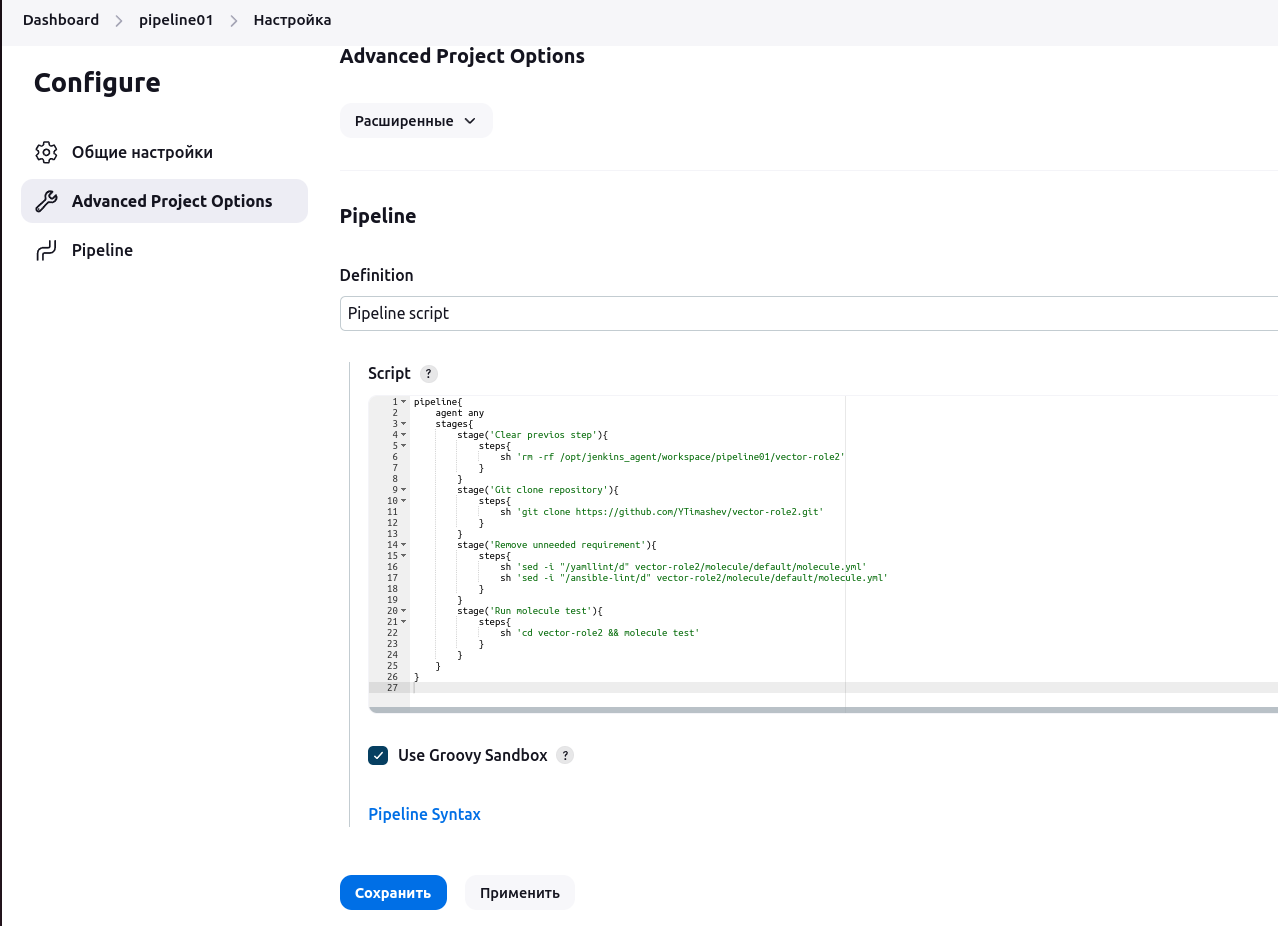 Dashboard > pipeline01 > Настройка
Configure
Общие настройки
Advanced Project Options
Pipeline
Advanced Project Options
Расширенные
Pipeline
Definition
Pipeline script
Script ?
1 pipeline{
2     agent any
3     stages{
4         stage('Clear previos step'){
5             steps{
6                 sh 'rm -rf /opt/jenkins_agent/workspace/pipeline01/vector-role2'
7             }
8         }
9         stage('Git clone repository'){
10             steps{
11                 sh 'git clone https://github.com/YTimashev/vector-role2.git'
12             }
13         }
14         stage('Remove unneeded requirement'){
15             steps{
16                 sh 'sed -i "/yamllint/d" vector-role2/molecule/default/molecule.yml'
17                 sh 'sed -i "/ansible-lint/d" vector-role2/molecule/default/molecule.yml'
18             }
19         }
20         stage('Run molecule test'){
21             steps{
22                 sh 'cd vector-role2 && molecule test'
23             }
24         }
25     }
26 }
27
Use Groovy Sandbox ?
Pipeline Syntax
Сохранить
Применить